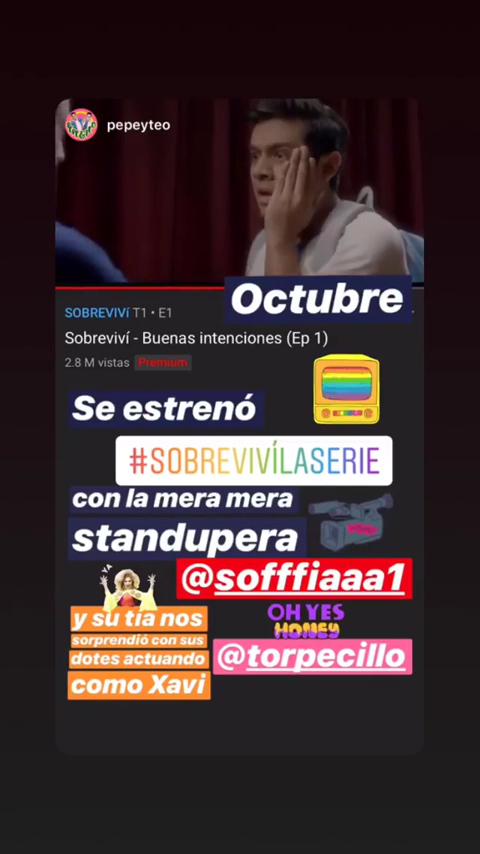 pepeyteo
Octubre
SOBREVIVí T1 • E1
Sobreviví - Buenas intenciones (Ep 1)
2.8 M vistas Premium
Se estrenó
#SOBREVIVÍLASERIE
con la mera mera
standupera
@sofffiaaa1
YA
y su tia nos
sorprendió con sus
dotes actuando
como Xavi
OH YES
HONEY
@torpecillo